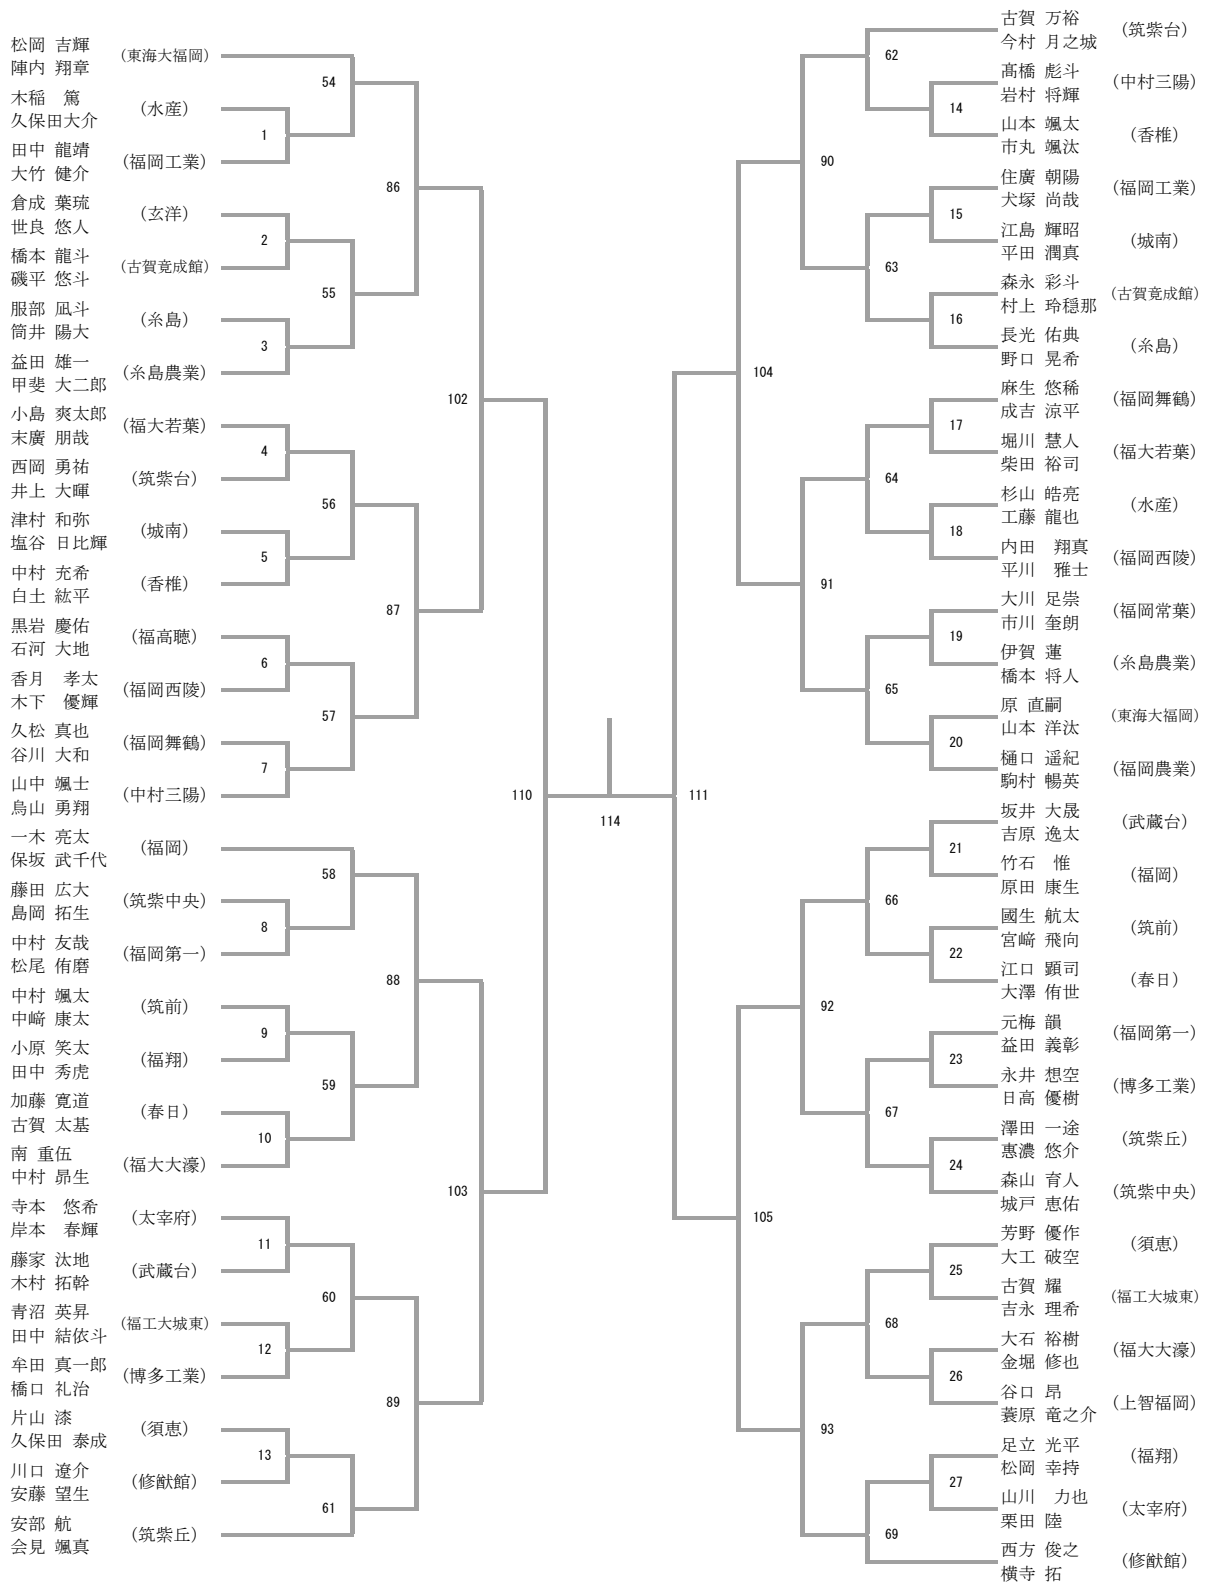 松岡 吉輝
陣内 翔章
(東海大福岡)
54
木稲 篤
久保田大介
(水産)
1
田中 龍靖
大竹 健介
(福岡工業)
86
倉成 葉琉
世良 悠人
(玄洋)
2
橋本 龍斗
磯平 悠斗
(古賀竟成館)
55
服部 凪斗
筒井 陽大
(糸島)
3
益田 雄一
甲斐 大二郎
(糸島農業)
102
小島 爽太郎
末廣 朋哉
(福大若葉)
4
西岡 勇祐
井上 大暉
(筑紫台)
56
津村 和弥
塩谷 日比輝
(城南)
5
中村 充希
白土 紘平
(香椎)
87
黒岩 慶佑
石河 大地
(福高聴)
6
香月 孝太
木下 優輝
(福岡西陵)
57
久松 真也
谷川 大和
(福岡舞鶴)
7
山中 颯士
鳥山 勇翔
(中村三陽)
110
一木 亮太
保坂 武千代
(福岡)
58
藤田 広大
島岡 拓生
(筑紫中央)
8
中村 友哉
松尾 侑磨
(福岡第一)
88
中村 颯太
中﨑 康太
(筑前)
9
小原 笑太
田中 秀虎
(福翔)
59
加藤 寛道
古賀 太基
(春日)
10
南 重伍
中村 昴生
(福大大濠)
103
寺本 悠希
岸本 春輝
(太宰府)
11
藤家 汰地
木村 拓幹
(武蔵台)
60
青沼 英昇
田中 結依斗
(福工大城東)
12
牟田 真一郎
橋口 礼治
(博多工業)
89
片山 漆
久保田 泰成
(須恵)
13
川口 遼介
安藤 望生
(修猷館)
61
安部 航
会見 颯真
(筑紫丘)
114
古賀 万裕
今村 月之城
(筑紫台)
62
髙橋 彪斗
岩村 将輝
(中村三陽)
14
山本 颯太
市丸 颯汰
(香椎)
90
住廣 朝陽
犬塚 尚哉
(福岡工業)
15
江島 輝昭
平田 潤真
(城南)
63
森永 彩斗
村上 玲穏那
(古賀竟成館)
16
長光 佑典
野口 晃希
(糸島)
104
麻生 悠稀
成吉 涼平
(福岡舞鶴)
17
堀川 慧人
柴田 裕司
(福大若葉)
64
杉山 皓亮
工藤 龍也
(水産)
18
内田 翔真
平川 雅士
(福岡西陵)
91
大川 足崇
市川 奎朗
(福岡常葉)
19
伊賀 蓮
橋本 将人
(糸島農業)
65
原 直嗣
山本 洋汰
(東海大福岡)
20
樋口 遥紀
駒村 暢英
(福岡農業)
111
坂井 大晟
吉原 逸太
(武蔵台)
21
竹石 惟
原田 康生
(福岡)
66
國生 航太
宮﨑 飛向
(筑前)
22
江口 顕司
大澤 侑世
(春日)
92
元梅 韻
益田 義彰
(福岡第一)
23
永井 想空
日高 優樹
(博多工業)
67
澤田 一途
惠濃 悠介
(筑紫丘)
24
森山 育人
城戸 恵佑
(筑紫中央)
105
芳野 優作
大工 破空
(須恵)
25
古賀 耀
吉永 理希
(福工大城東)
68
大石 裕樹
金堀 修也
(福大大濠)
26
谷口 昂
蓑原 竜之介
(上智福岡)
93
足立 光平
松岡 幸持
(福翔)
27
山川 力也
栗田 陸
(太宰府)
69
西方 俊之
横寺 拓
(修猷館)